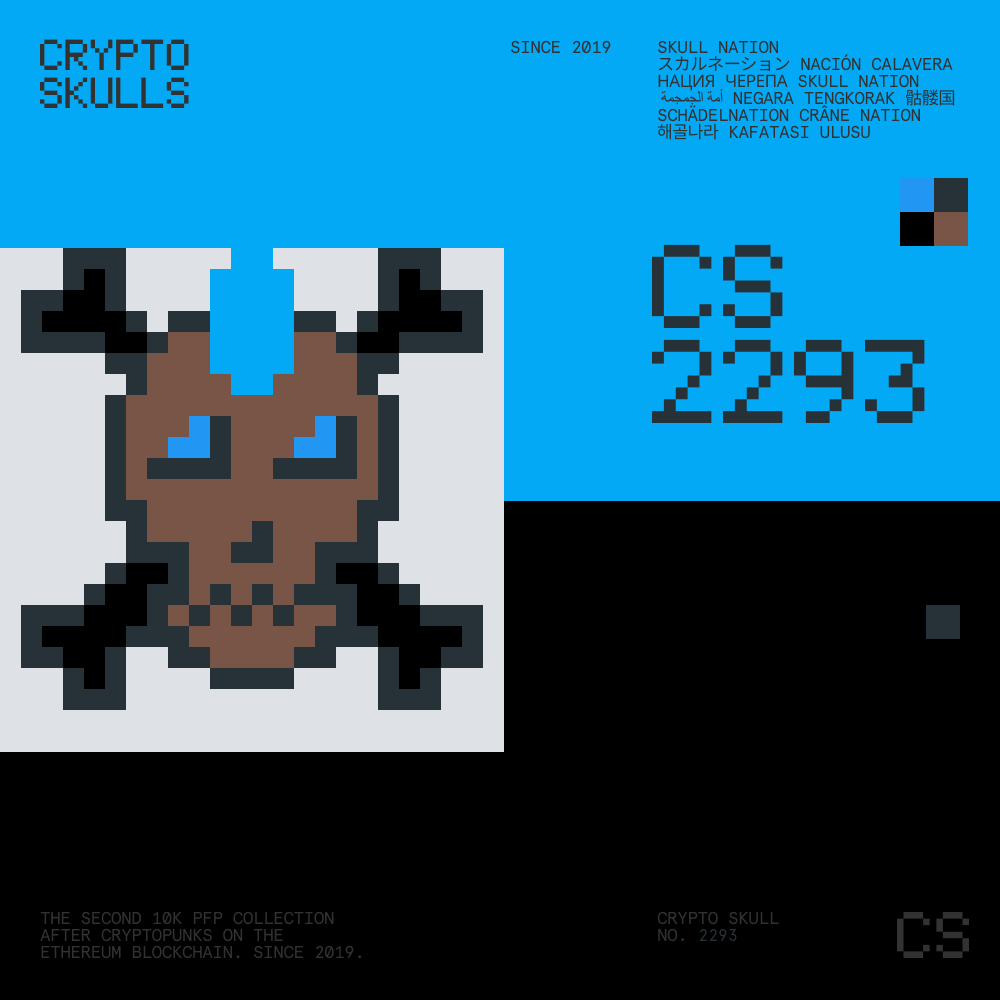 CRYPTO
SKULLS
SINCE 2019
SKULL NATION
スカルネーション NACIÓN CALAVERA
НАЦИЯ ЧЕРЕПА SKULL NATION
أمة الجمجمة NEGARA TENGKORAK 骷髅国
SCHÄDELNATION CRÂNE NATION
해골나라 KAFATASI ULUSU
CS
2293
THE SECOND 10K PFP COLLECTION
AFTER CRYPTOPUNKS ON THE
ETHEREUM BLOCKCHAIN. SINCE 2019.
CRYPTO SKULL
NO. 2293
CS